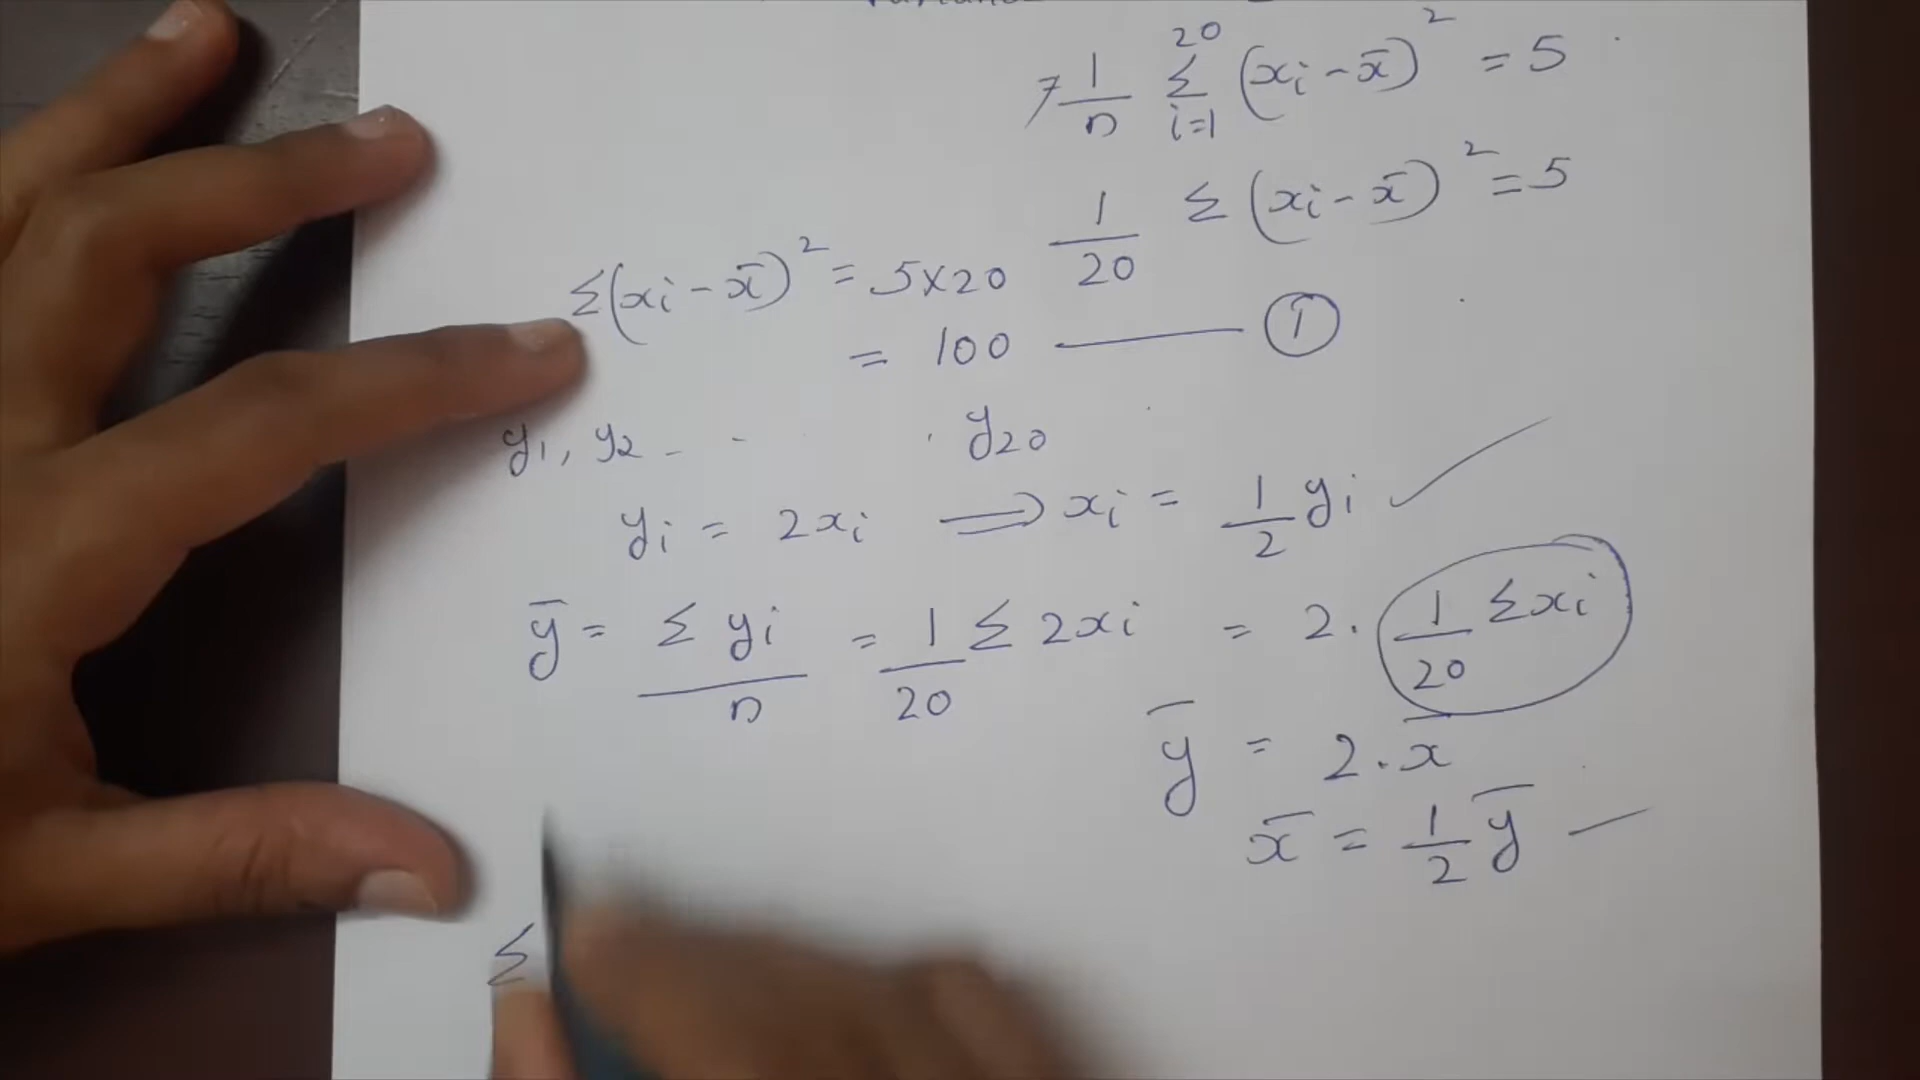 1/n Σ_{i=1}^{20} (xi - x̄)² = 5
1/20 Σ (xi - x̄)² = 5
Σ(xi - x̄)² = 5×20
= 100 ——— ①
y1, y2 - - . y20
yi = 2xi ⟹ xi = 1/2 yi ✓
ȳ = Σ yi / n = 1/20 Σ 2xi = 2 . 1/20 Σxi
ȳ = 2 . x̄
x̄ = 1/2 ȳ —
Σ